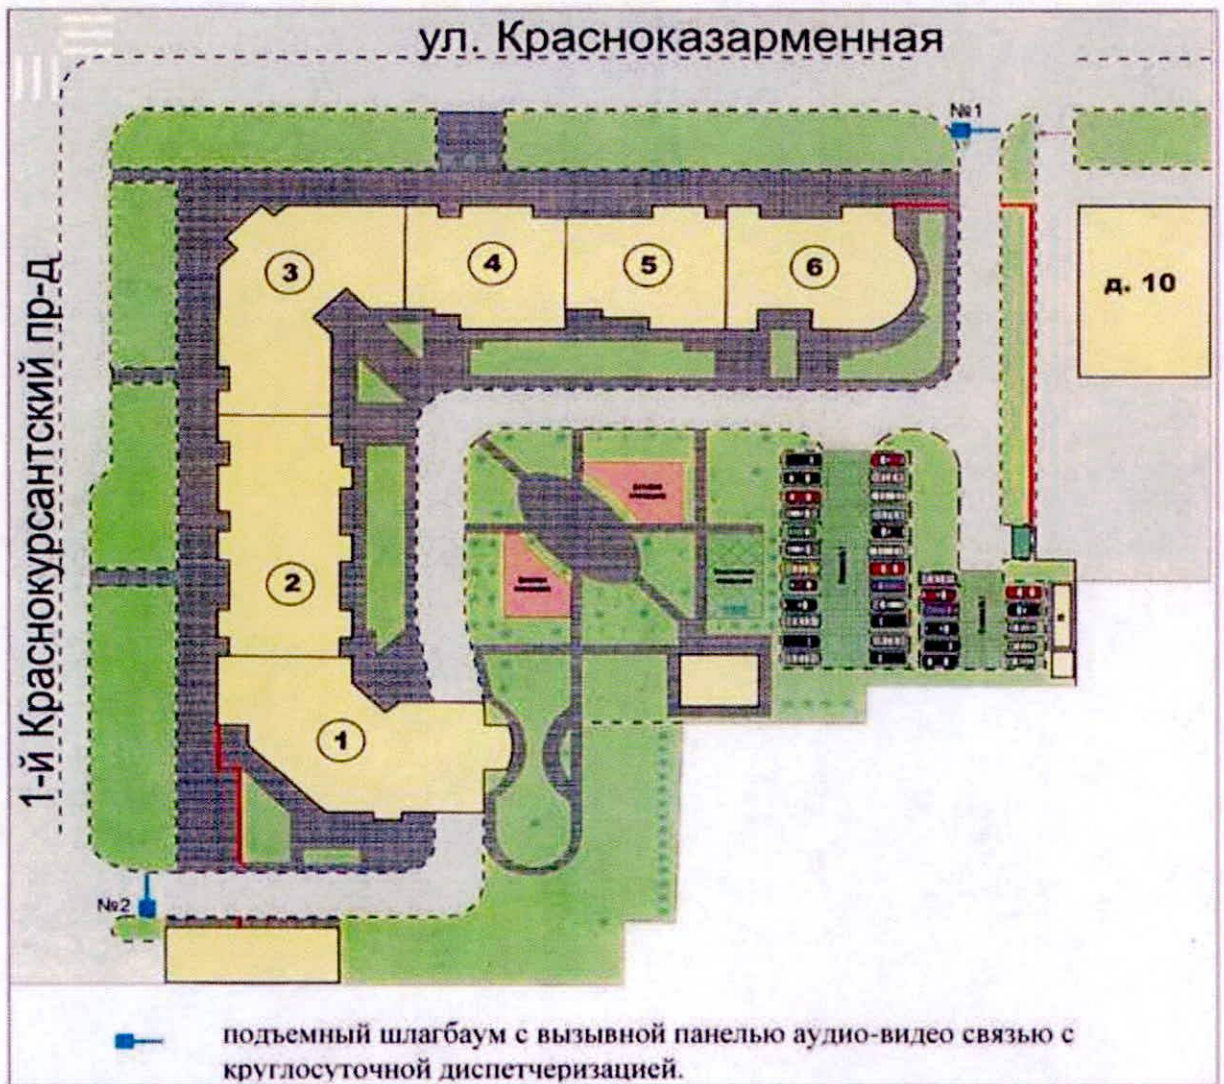 ул. Красноказарменная
№1
3
4
5
6
д. 10
1-й Краснокурсантский пр-д
2
1
№2
подъемный шлагбаум с вызывной панелью аудио-видео связью с
круглосуточной диспетчеризацией.